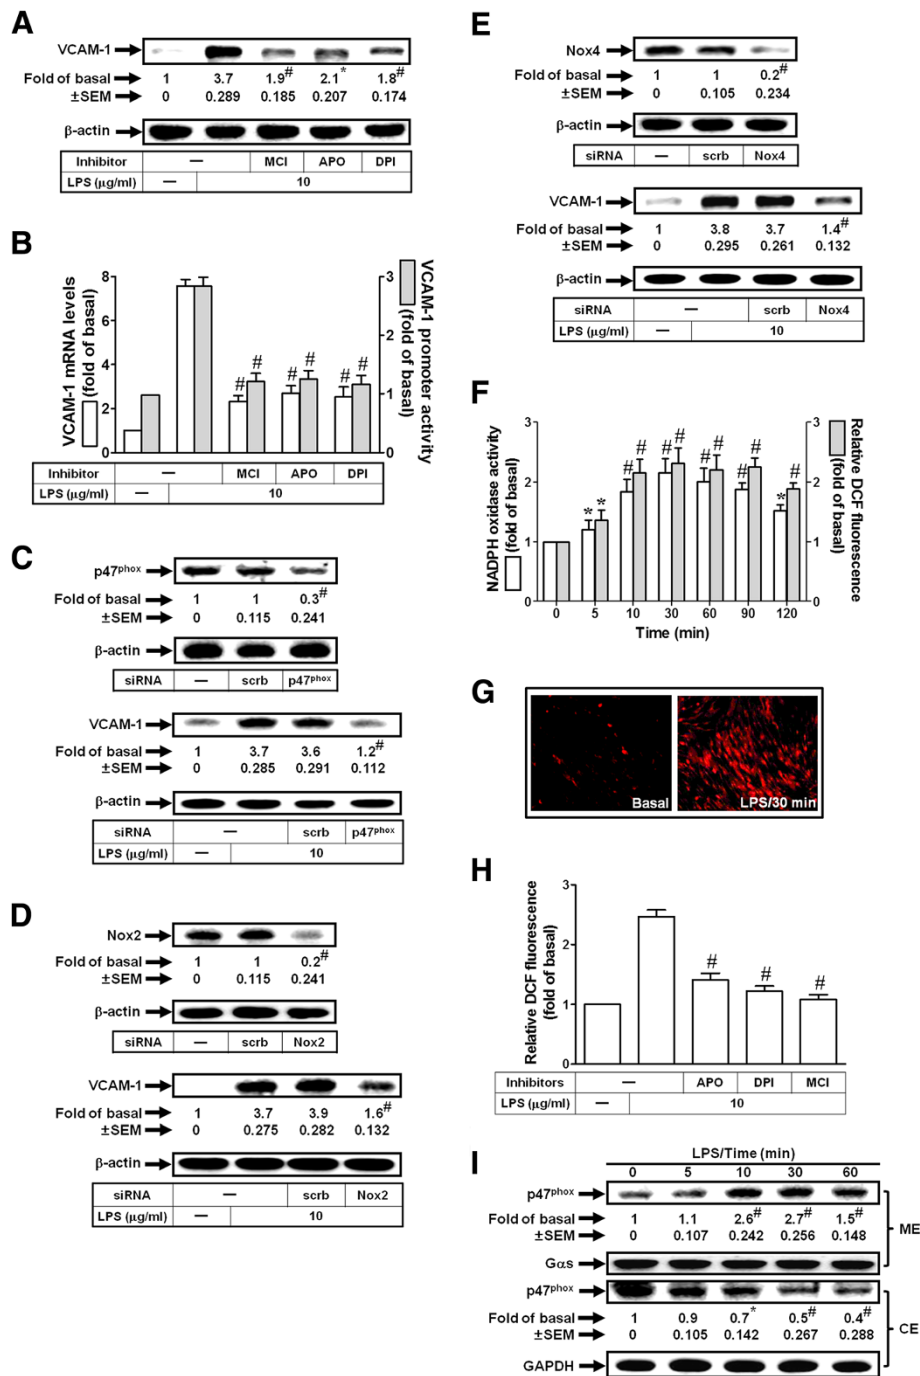 A
VCAM-1
Fold of basal 1 3.7 1.9# 2.1* 1.8#
±SEM 0 0.289 0.185 0.207 0.174
β-actin
Inhibitor — MCI APO DPI
LPS (μg/ml) — 10
B
VCAM-1 mRNA levels
(fold of basal)
8
6
4
2
0
VCAM-1 promoter activity
(fold of basal)
3
2
1
0
# # # # # #
Inhibitor — MCI APO DPI
LPS (μg/ml) — 10
C
p47phox
Fold of basal 1 1 0.3#
±SEM 0 0.115 0.241
β-actin
siRNA — scrb p47phox
VCAM-1
Fold of basal 1 3.7 3.6 1.2#
±SEM 0 0.285 0.291 0.112
β-actin
siRNA — scrb p47phox
LPS (μg/ml) — 10
D
Nox2
Fold of basal 1 1 0.2#
±SEM 0 0.115 0.241
β-actin
siRNA — scrb Nox2
VCAM-1
Fold of basal 1 3.7 3.9 1.6#
±SEM 0 0.275 0.282 0.132
β-actin
siRNA — scrb Nox2
LPS (μg/ml) — 10
E
Nox4
Fold of basal 1 1 0.2#
±SEM 0 0.105 0.234
β-actin
siRNA — scrb Nox4
VCAM-1
Fold of basal 1 3.8 3.7 1.4#
±SEM 0 0.295 0.261 0.132
β-actin
siRNA — scrb Nox4
LPS (μg/ml) — 10
F
NADPH oxidase activity
(fold of basal)
3
2
1
0
Relative DCF fluorescence
(fold of basal)
3
2
1
0
* * # # # # # # # # * #
0 5 10 30 60 90 120
Time (min)
G
Basal
LPS/30 min
H
Relative DCF fluorescence
(fold of basal)
3
2
1
0
# # #
Inhibitors — APO DPI MCI
LPS (μg/ml) — 10
I
LPS/Time (min)
0 5 10 30 60
p47phox
Fold of basal 1 1.1 2.6# 2.7# 1.5#
±SEM 0.107 0.242 0.256 0.148
Gαs
ME
p47phox
Fold of basal 1 0.9 0.7* 0.5# 0.4#
±SEM 0 0.105 0.142 0.267 0.288
GAPDH
CE